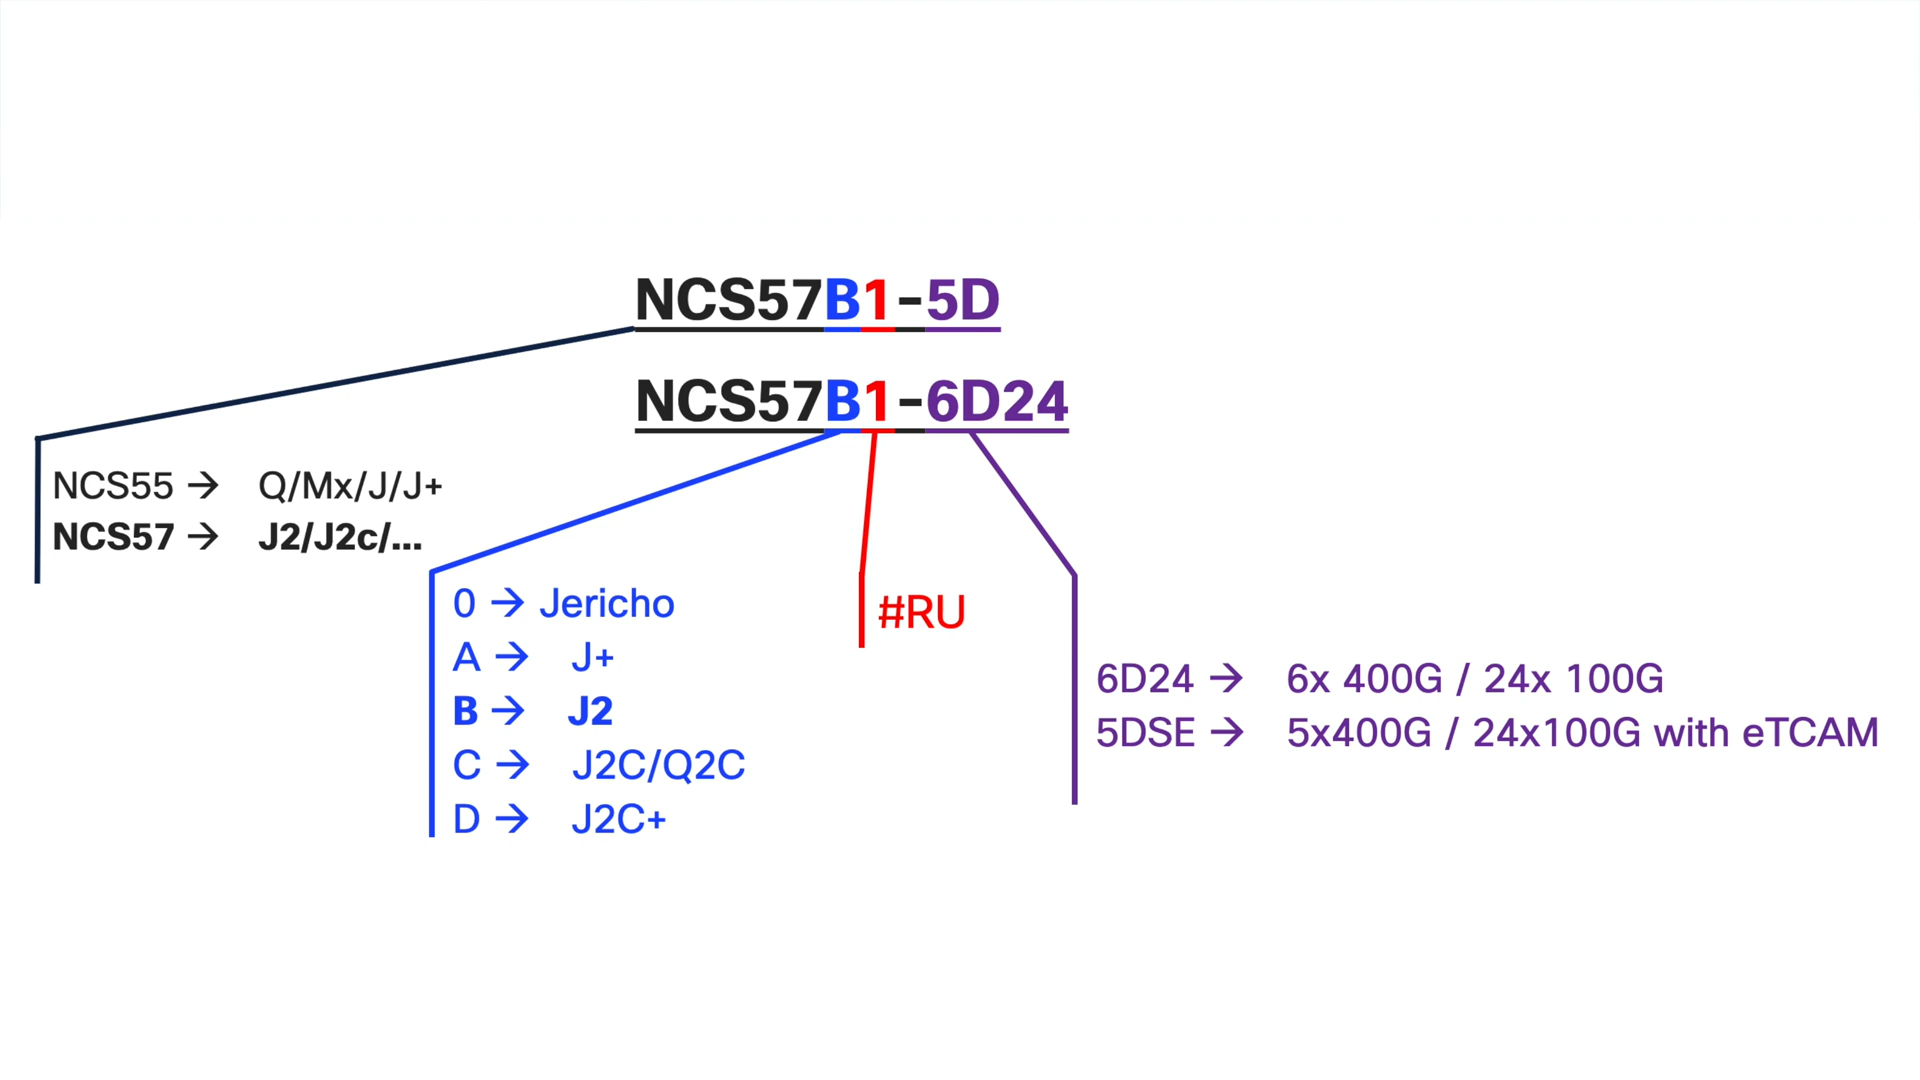 NCS57B1-5D
NCS57B1-6D24
NCS55 → Q/Mx/J/J+
NCS57 → J2/J2c/...
0 → Jericho
A → J+
B → J2
C → J2C/Q2C
D → J2C+
#RU
6D24 → 6x 400G / 24x 100G
5DSE → 5x400G / 24x100G with eTCAM